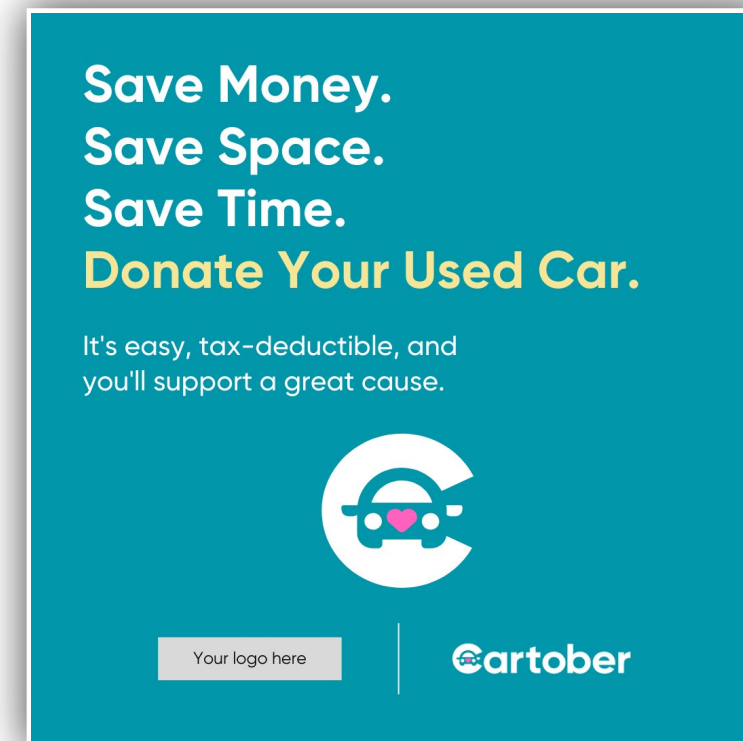 Save Money.
Save Space.
Save Time.
Donate Your Used Car.
It's easy, tax-deductible, and
you'll support a great cause.
Your logo here
Cartober